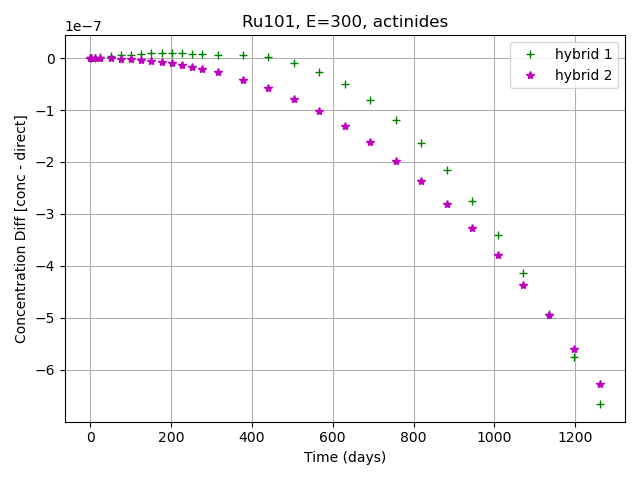 Ru101, E=300, actinides
1e−7
hybrid 1
hybrid 2
0
−1
−2
−3
−4
−5
−6
Concentration Diff [conc - direct]
0 200 400 600 800 1000 1200
Time (days)